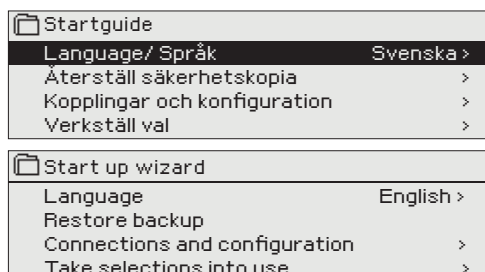 Startguide
Language/ Språk Svenska >
Återställ säkerhetskopia >
Kopplingar och konfiguration >
Verkställ val >
Start up wizard
Language English >
Restore backup
Connections and configuration >
Take selections into use >